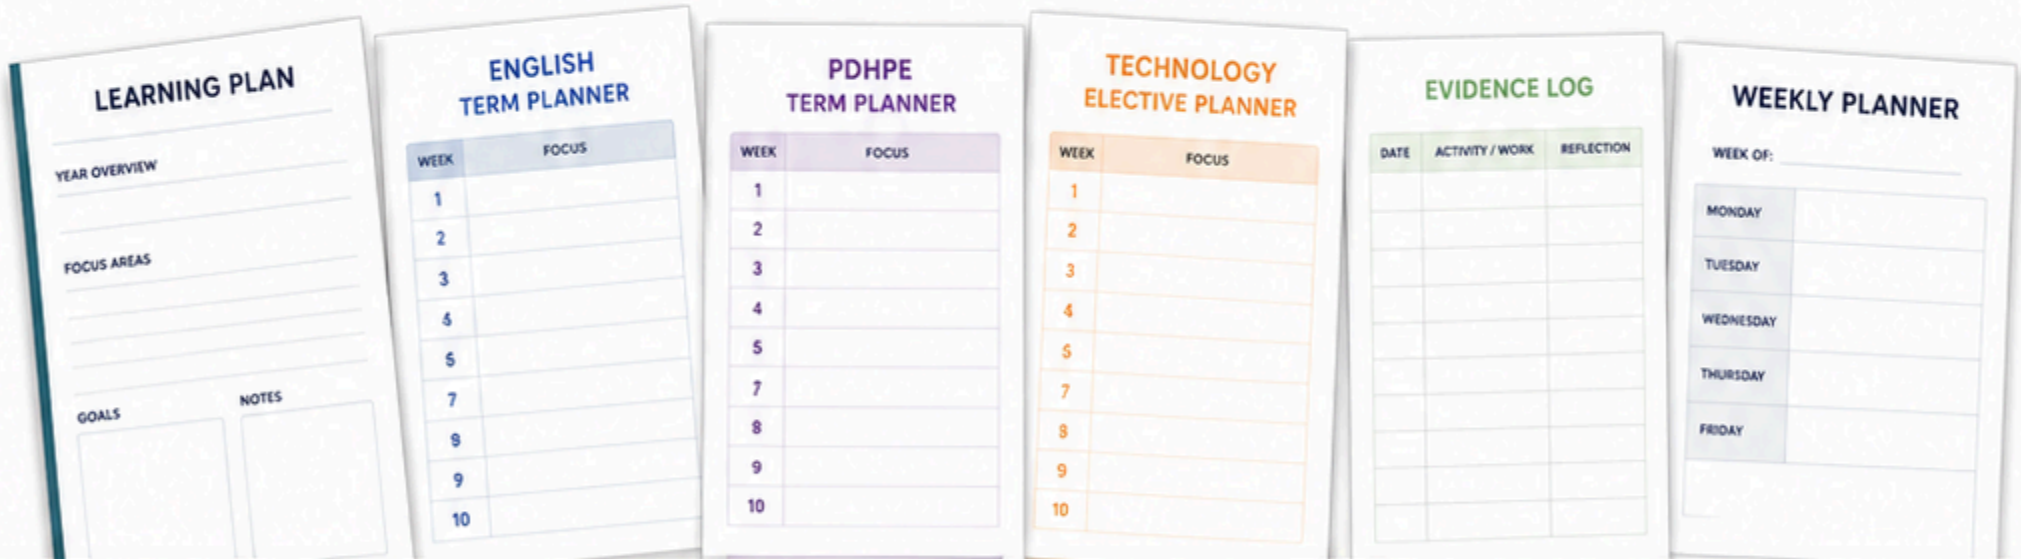 LEARNING PLAN
YEAR OVERVIEW
FOCUS AREAS
GOALS NOTES
ENGLISH
TERM PLANNER
WEEK FOCUS
1
2
3
7
9
10
PDHPE
TERM PLANNER
WEEK FOCUS
1
2
3
4
5
7
8
9
10
TECHNOLOGY
ELECTIVE PLANNER
WEEK FOCUS
1
2
3
4
5
7
8
9
10
EVIDENCE LOG
DATE ACTIVITY / WORK REFLECTION
WEEKLY PLANNER
WEEK OF:
MONDAY
TUESDAY
WEDNESDAY
THURSDAY
FRIDAY